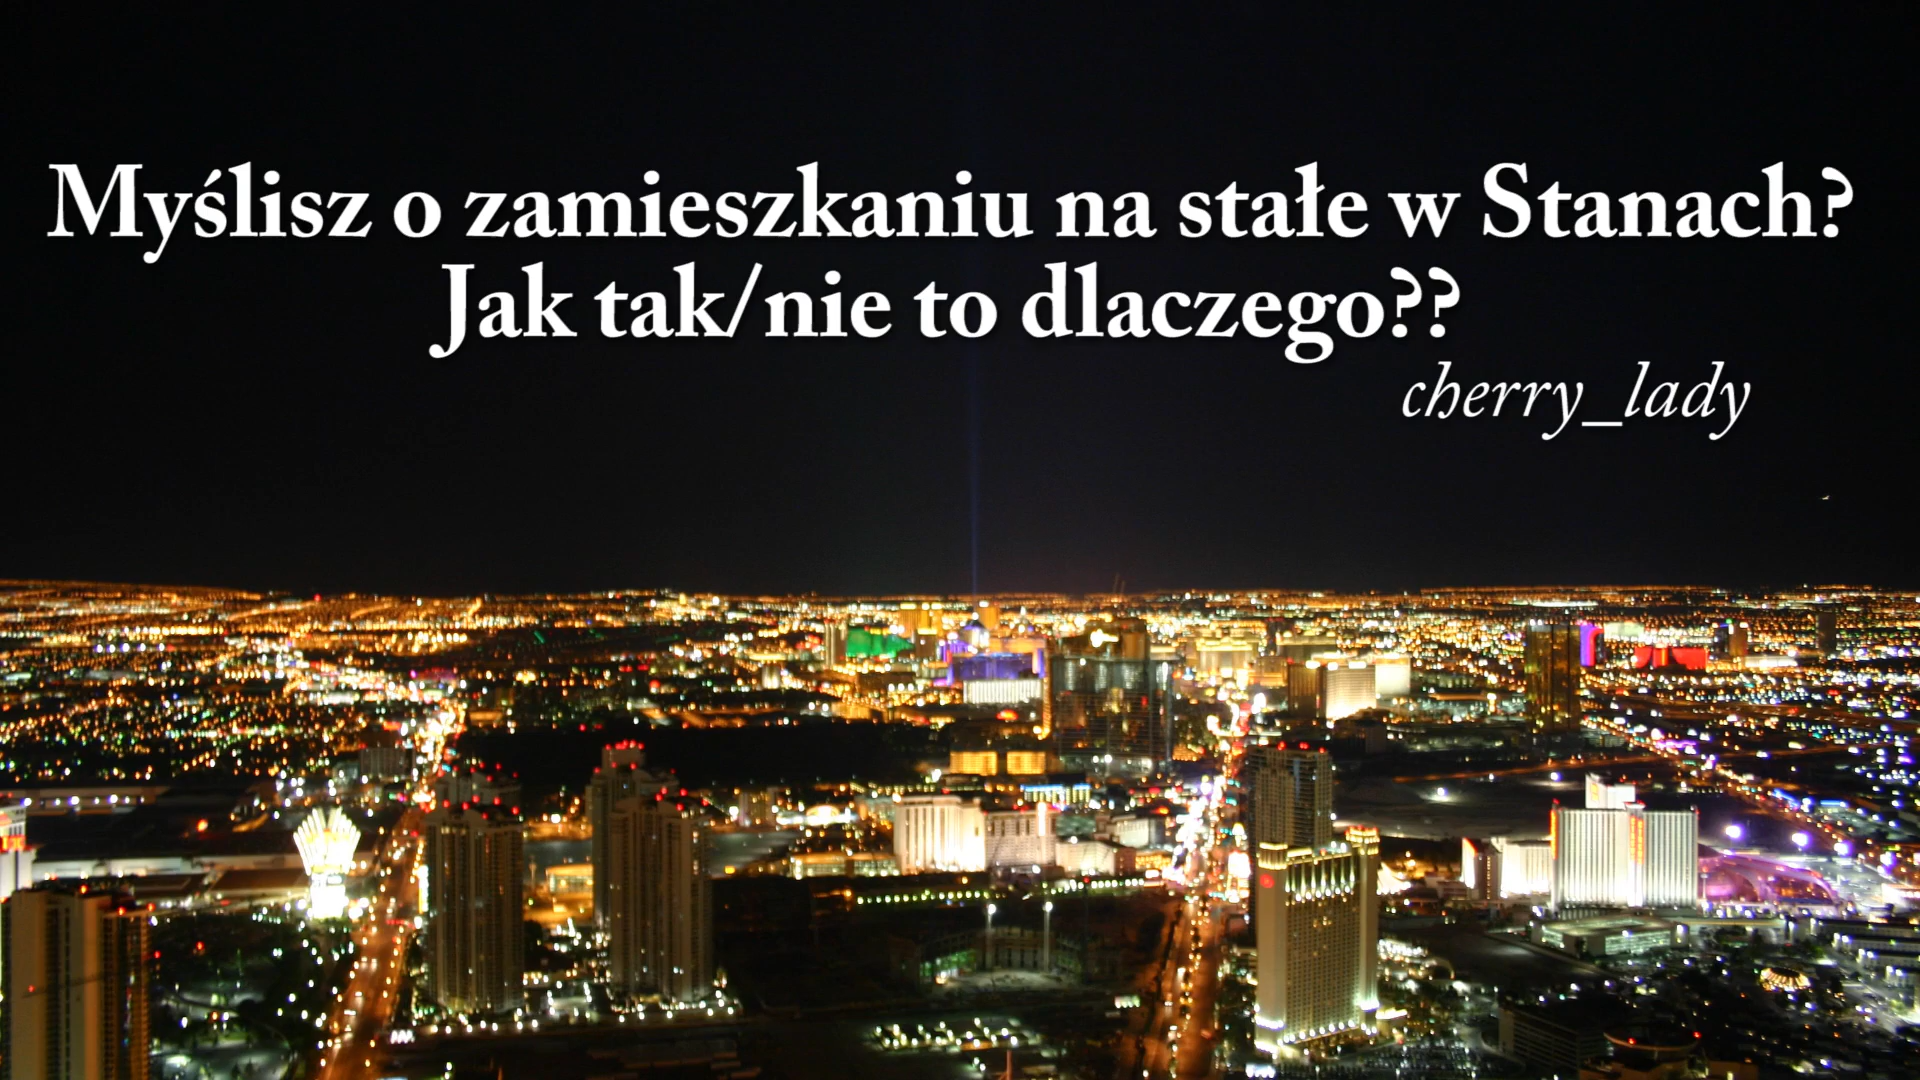 Myślisz o zamieszkaniu na stałe w Stanach?
Jak tak/nie to dlaczego??
cherry_lady